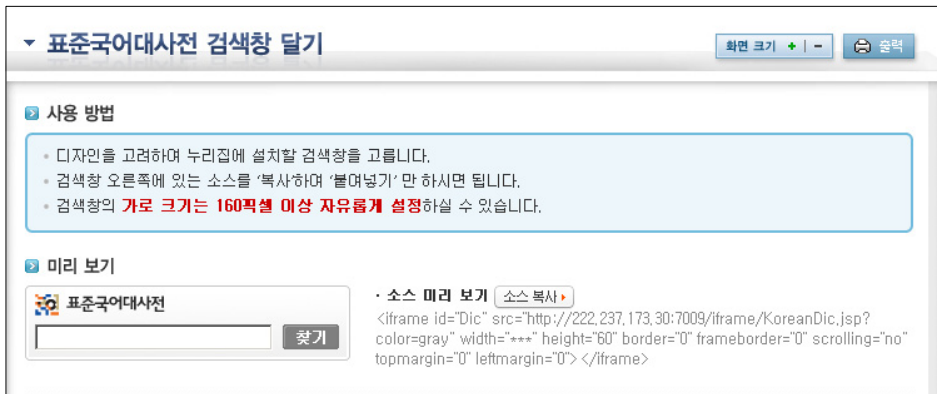 표준국어대사전 검색창 달기
화면 크기 + | -
출력
사용 방법
디자인을 고려하여 누리집에 설치할 검색창을 고릅니다.
검색창 오른쪽에 있는 소스를 '복사'하여 '붙여넣기' 만 하시면 됩니다.
검색창의 가로 크기는 160픽셀 이상 자유롭게 설정하실 수 있습니다.
미리 보기
표준국어대사전
찾기
· 소스 미리 보기 소스 복사
<iframe id="Dic" src="http://222,237,173,30:7009/iframe/KoreanDic,jsp?
color=gray" width="***" height="60" border="0" frameborder="0" scrolling="no"
topmargin="0" leftmargin="0"></iframe>